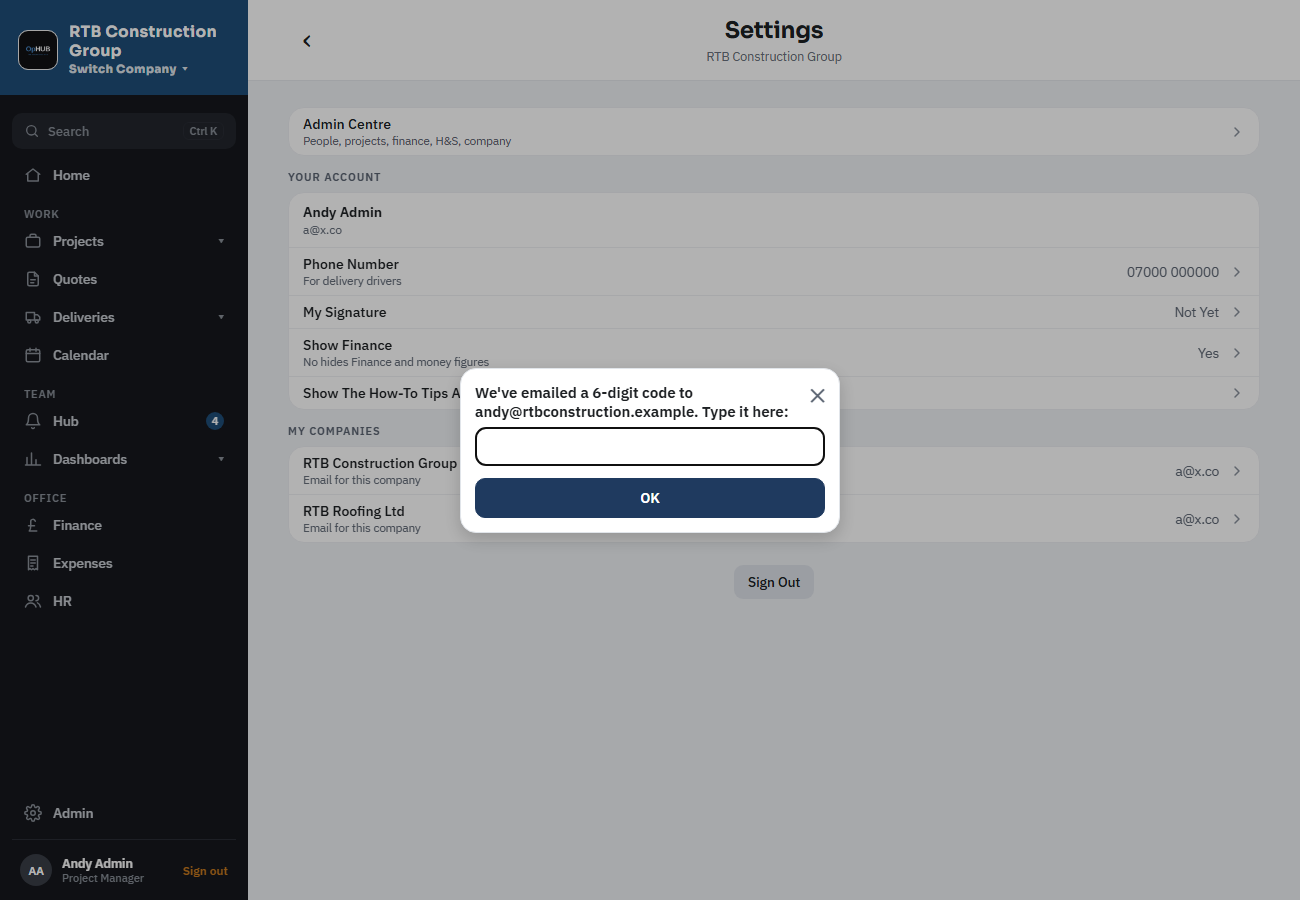 OpHUB
RTB Construction
Group
Switch Company
Search Ctrl K
Home
WORK
Projects
Quotes
Deliveries
Calendar
TEAM
Hub 4
Dashboards
OFFICE
Finance
Expenses
HR
Admin
AA
Andy Admin
Project Manager
Sign out
Settings
RTB Construction Group
Admin Centre
People, projects, finance, H&S, company
YOUR ACCOUNT
Andy Admin
a@x.co
Phone Number
For delivery drivers
07000 000000
My Signature
Not Yet
Show Finance
No hides Finance and money figures
Yes
Show The How-To Tips A
MY COMPANIES
RTB Construction Group
Email for this company
a@x.co
RTB Roofing Ltd
Email for this company
a@x.co
Sign Out
We've emailed a 6-digit code to
andy@rtbconstruction.example. Type it here:
OK